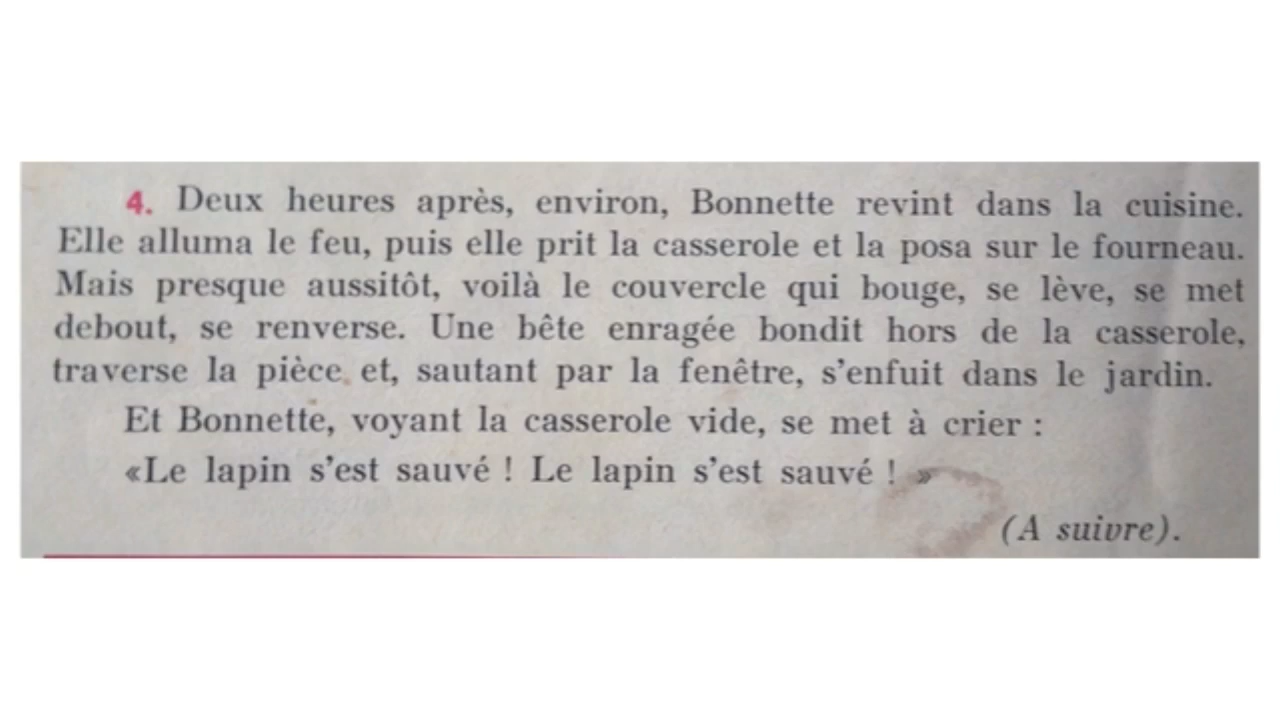 4. Deux heures après, environ, Bonnette revint dans la cuisine.
Elle alluma le feu, puis elle prit la casserole et la posa sur le fourneau.
Mais presque aussitôt, voilà le couvercle qui bouge, se lève, se met
debout, se renverse. Une bête enragée bondit hors de la casserole,
traverse la pièce et, sautant par la fenêtre, s'enfuit dans le jardin.
Et Bonnette, voyant la casserole vide, se met à crier :
«Le lapin s'est sauvé ! Le lapin s'est sauvé ! »
(A suivre).